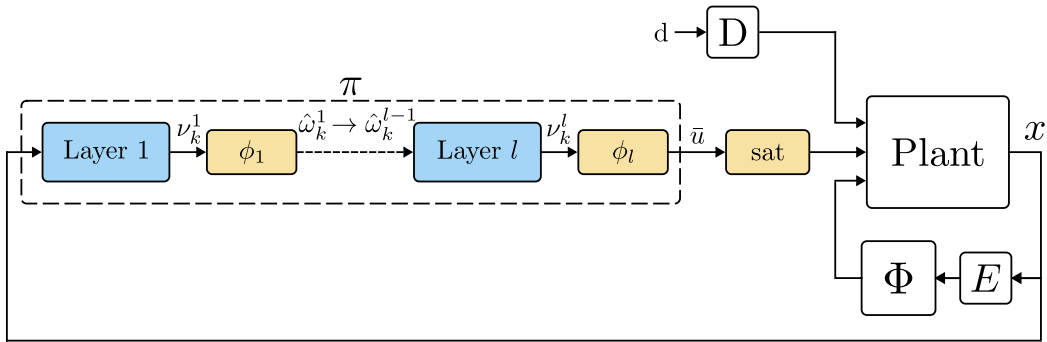 d
D
π
Layer 1
ν_k^1
ϕ_1
ω̂_k^1 → ω̂_k^{l−1}
Layer l
ν_k^l
ϕ_l
ū
sat
Plant
x
Φ
E